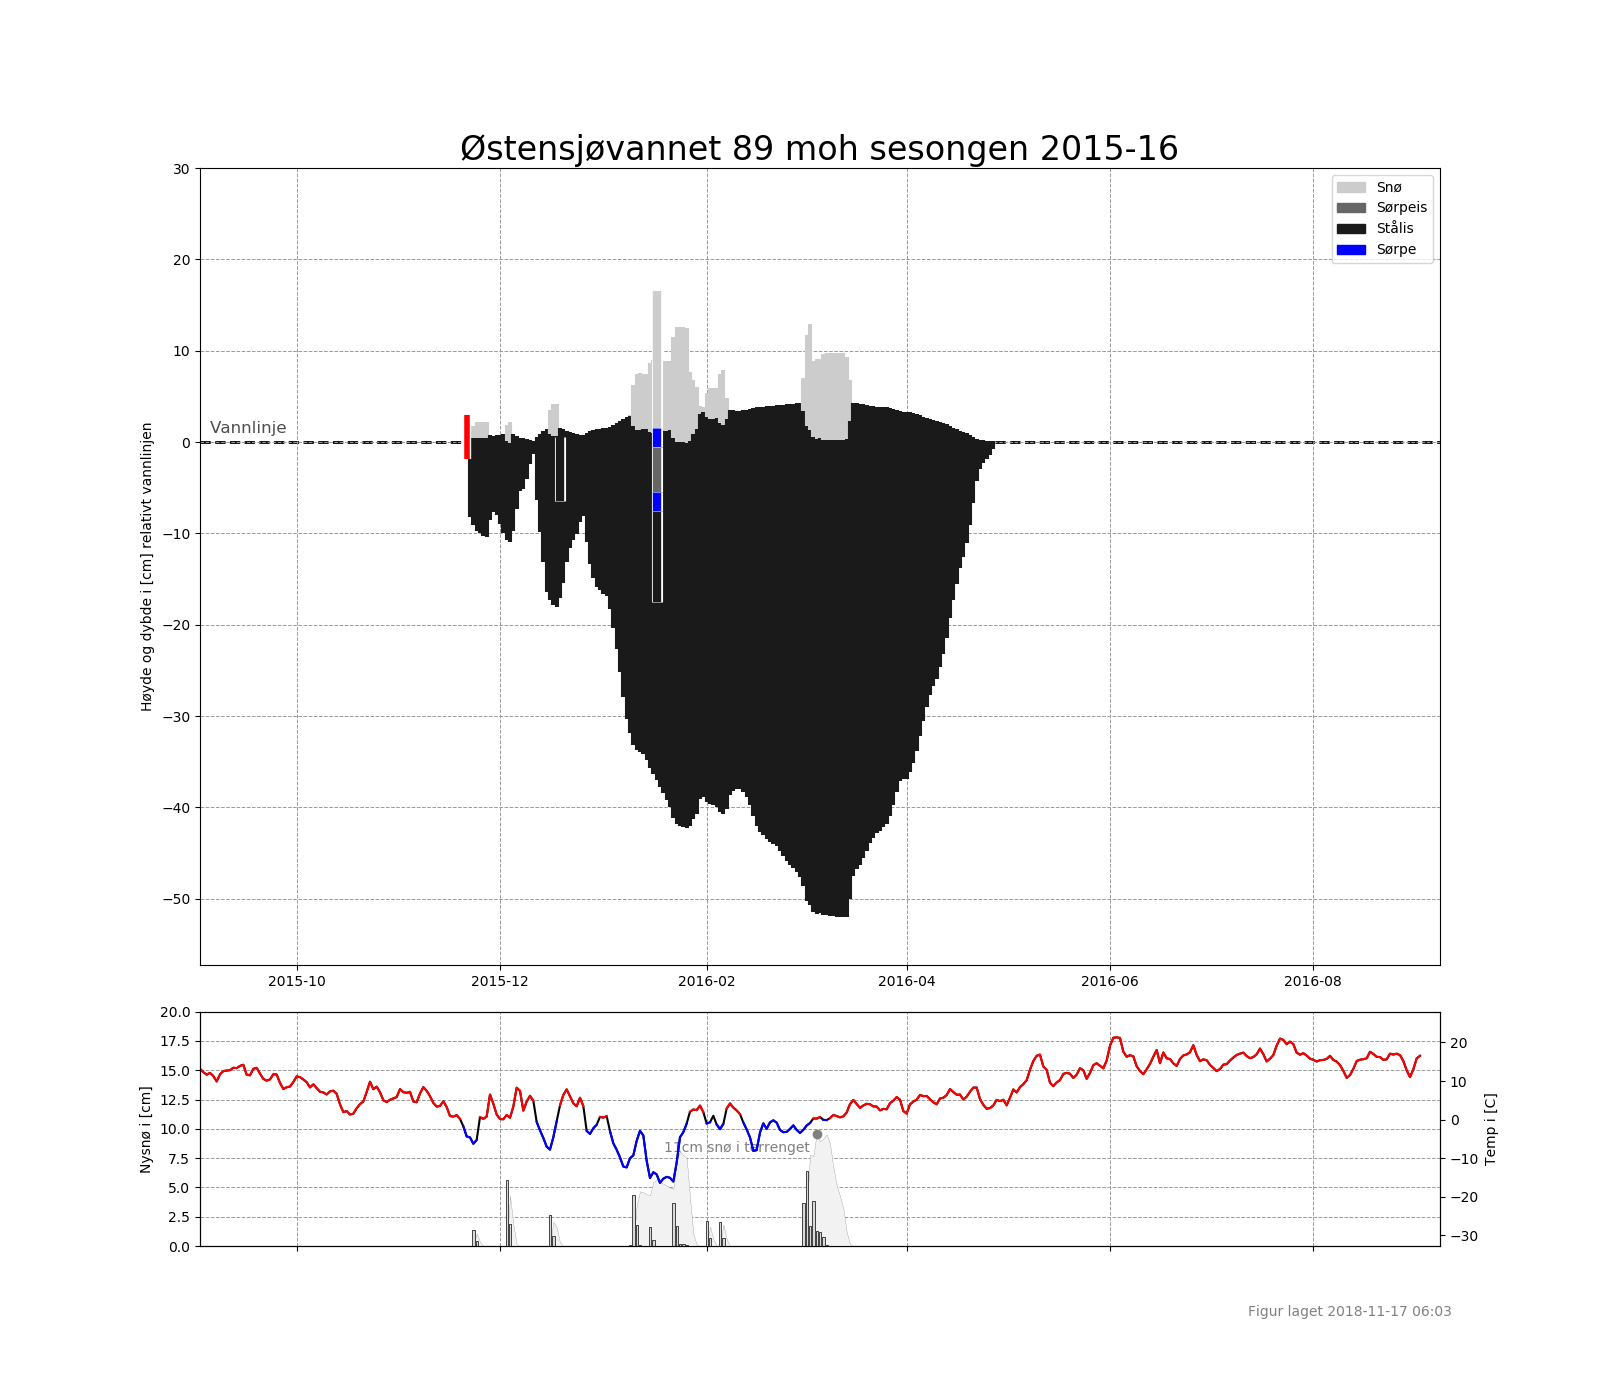 Østensjøvannet 89 moh sesongen 2015-16
Høyde og dybde i [cm] relativt vannlinjen
30
20
10
0
−10
−20
−30
−40
−50
Vannlinje
Snø
Sørpeis
Stålis
Sørpe
2015-10 2015-12 2016-02 2016-04 2016-06 2016-08
Nysnø i [cm]
20.0
17.5
15.0
12.5
10.0
7.5
5.0
2.5
0.0
11cm snø i terrenget
20
10
0
−10
−20
−30
Temp i [C]
Figur laget 2018-11-17 06:03